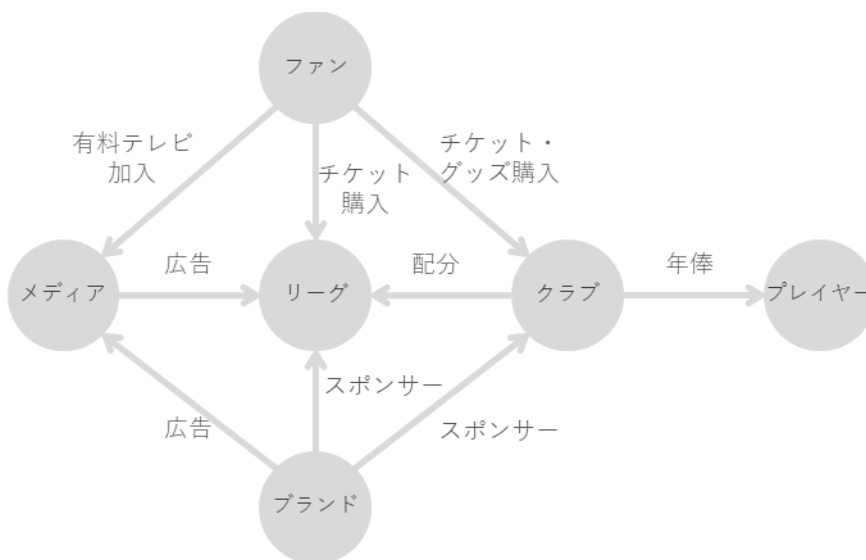 ファン
有料テレビ
加入
チケット
購入
チケット・
グッズ購入
メディア
広告
リーグ
配分
クラブ
年俸
プレイヤー
広告
スポンサー
スポンサー
ブランド